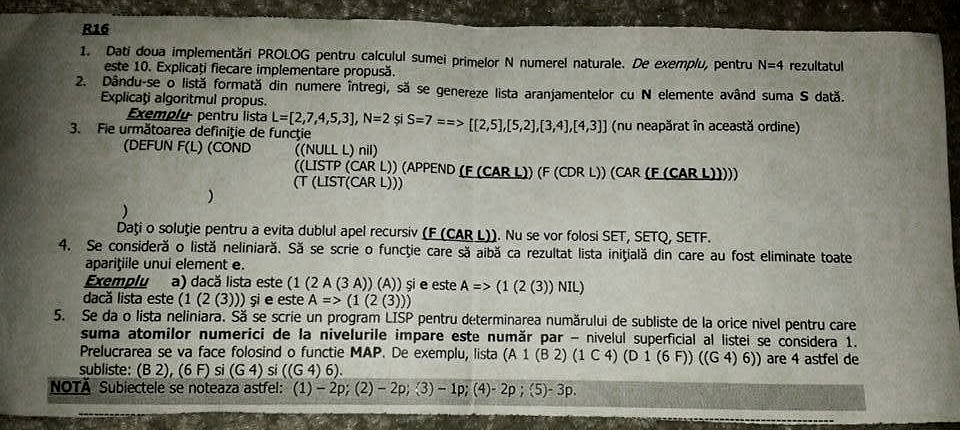 R16
1. Dati doua implementări PROLOG pentru calculul sumei primelor N numerel naturale. De exemplu, pentru N=4 rezultatul
este 10. Explicați fiecare implementare propusă.
2. Dându-se o listă formată din numere întregi, să se genereze lista aranjamentelor cu N elemente având suma S dată.
Explicaţi algoritmul propus.
Exemplu- pentru lista L=[2,7,4,5,3], N=2 și S=7 ==> [[2,5],[5,2],[3,4],[4,3]] (nu neapărat în această ordine)
3. Fie următoarea definiţie de funcţie
(DEFUN F(L) (COND ((NULL L) nil)
((LISTP (CAR L)) (APPEND (F (CAR L)) (F (CDR L)) (CAR (F (CAR L)))))
(T (LIST(CAR L)))
)
)
Daţi o soluţie pentru a evita dublul apel recursiv (F (CAR L)). Nu se vor folosi SET, SETQ, SETF.
4. Se consideră o listă neliniară. Să se scrie o funcţie care să aibă ca rezultat lista iniţială din care au fost eliminate toate
apariţiile unui element e.
Exemplu a) dacă lista este (1 (2 A (3 A)) (A)) şi e este A => (1 (2 (3)) NIL)
dacă lista este (1 (2 (3))) şi e este A => (1 (2 (3)))
5. Se da o lista neliniara. Să se scrie un program LISP pentru determinarea numărului de subliste de la orice nivel pentru care
suma atomilor numerici de la nivelurile impare este număr par – nivelul superficial al listei se consideră 1.
Prelucrarea se va face folosind o functie MAP. De exemplu, lista (A 1 (B 2) (1 C 4) (D 1 (6 F)) ((G 4) 6)) are 4 astfel de
subliste: (B 2), (6 F) si (G 4) si ((G 4) 6).
NOTĂ Subiectele se noteaza astfel: (1) – 2p; (2) – 2p; (3) – 1p; (4)- 2p ; (5)- 3p.